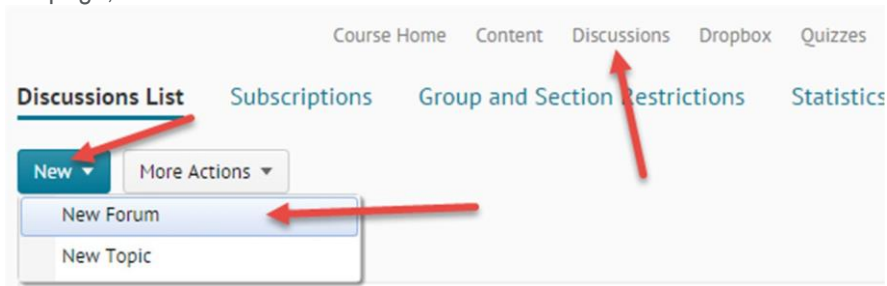 Course Home Content Discussions Dropbox Quizzes
Discussions List Subscriptions Group and Section Restrictions Statistics
New More Actions
New Forum
New Topic